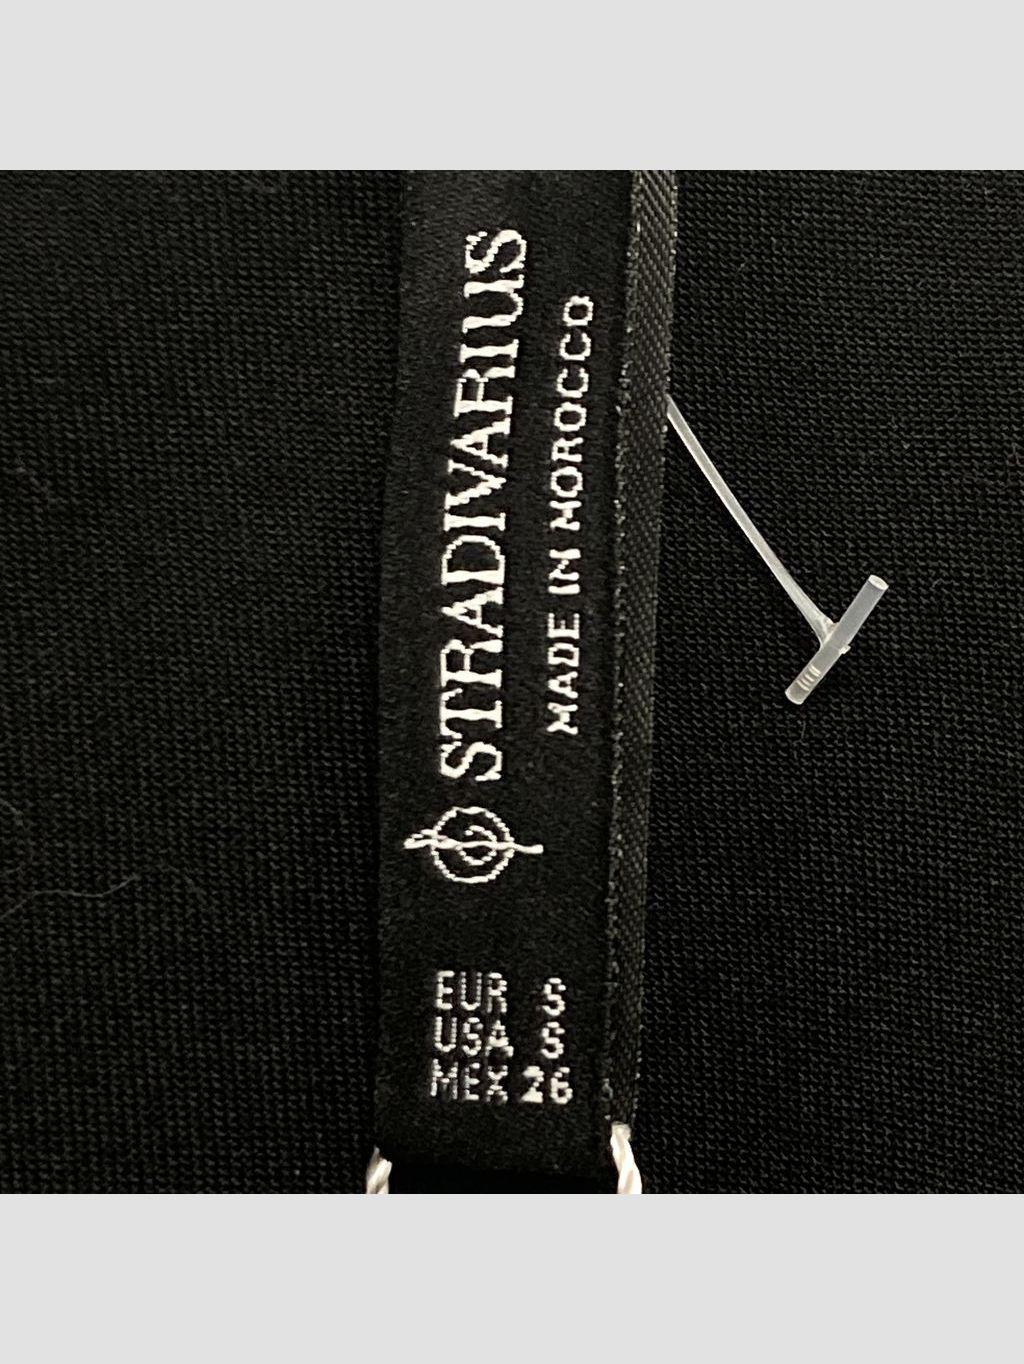 STRADIVARIUS
MADE IN MOROCCO
EUR S
USA S
MEX 26